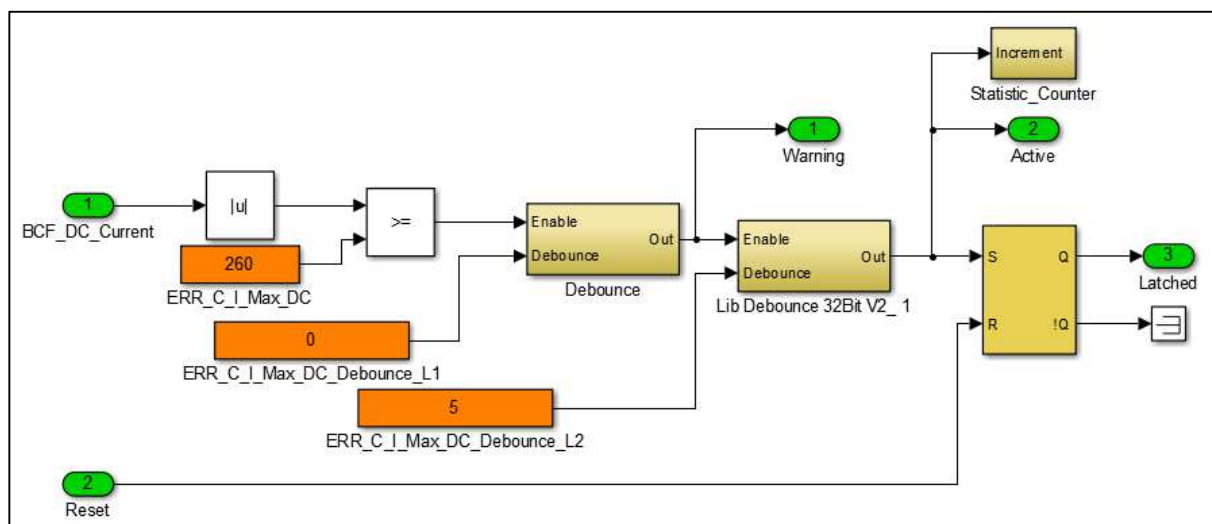 Increment
Statistic_Counter
1
Warning
2
Active
1
BCF_DC_Current
|u|
>=
260
ERR_C_I_Max_DC
Enable
Debounce
Out
Debounce
Enable
Debounce
Out
Lib Debounce 32Bit V2_ 1
S
R
Q
!Q
3
Latched
0
ERR_C_I_Max_DC_Debounce_L1
5
ERR_C_I_Max_DC_Debounce_L2
2
Reset